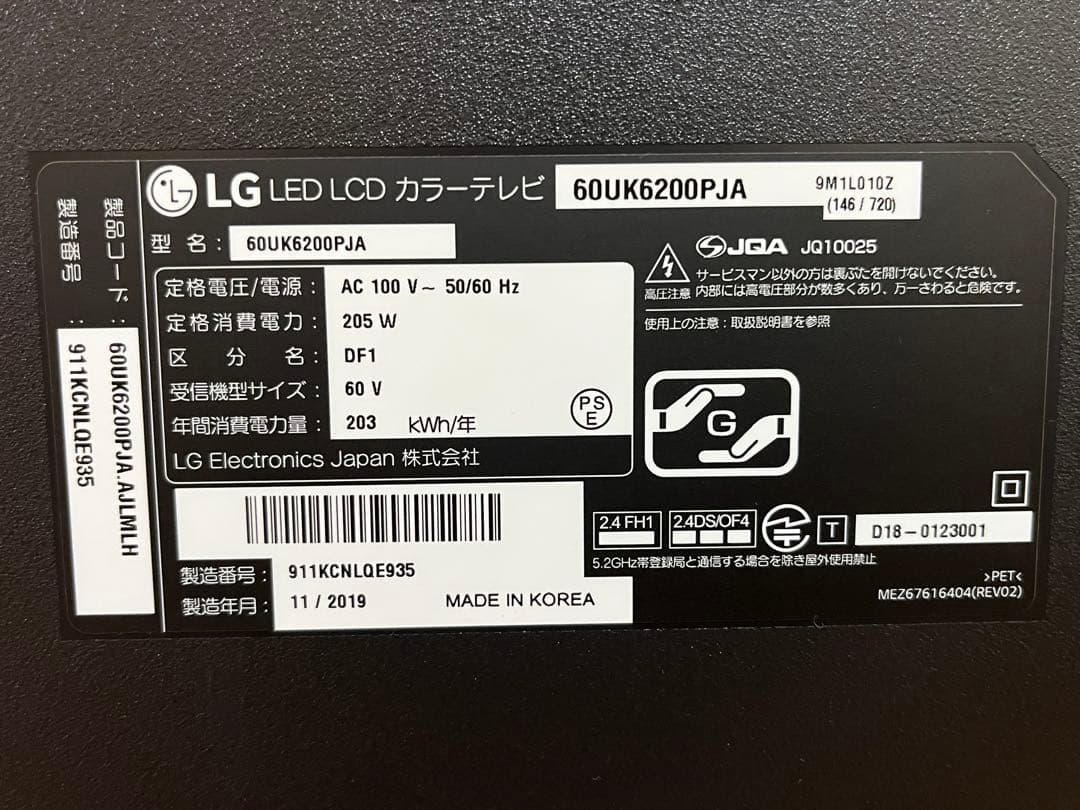 LG LED LCD カラーテレビ 60UK6200PJA 9M1L010Z
(146 / 720)
型 名 : 60UK6200PJA
定格電圧/電源 : AC 100 V~ 50/60 Hz
定格消費電力 : 205 W
区 分 名 : DF1
受信機型サイズ : 60 V
年間消費電力量 : 203 kWh/年
PS
E
LG Electronics Japan 株式会社
JQA JQ10025
サービスマン以外の方は裏ぶたを開けないでください。
高圧注意 内部には高電圧部分が数多くあり、万一さわると危険です。
使用上の注意 : 取扱説明書を参照
G
製造番号 : 911KCNLQE935
製造年月 : 11 / 2019 MADE IN KOREA
2.4 FH1 2.4DS/OF4 T D18-0123001
5.2GHz帯登録局と通信する場合を除き屋外使用禁止
>PET<
MEZ67616404(REV02)
製品コード : 60UK6200PJA.AJLMLH
製造番号 : 911KCNLQE935